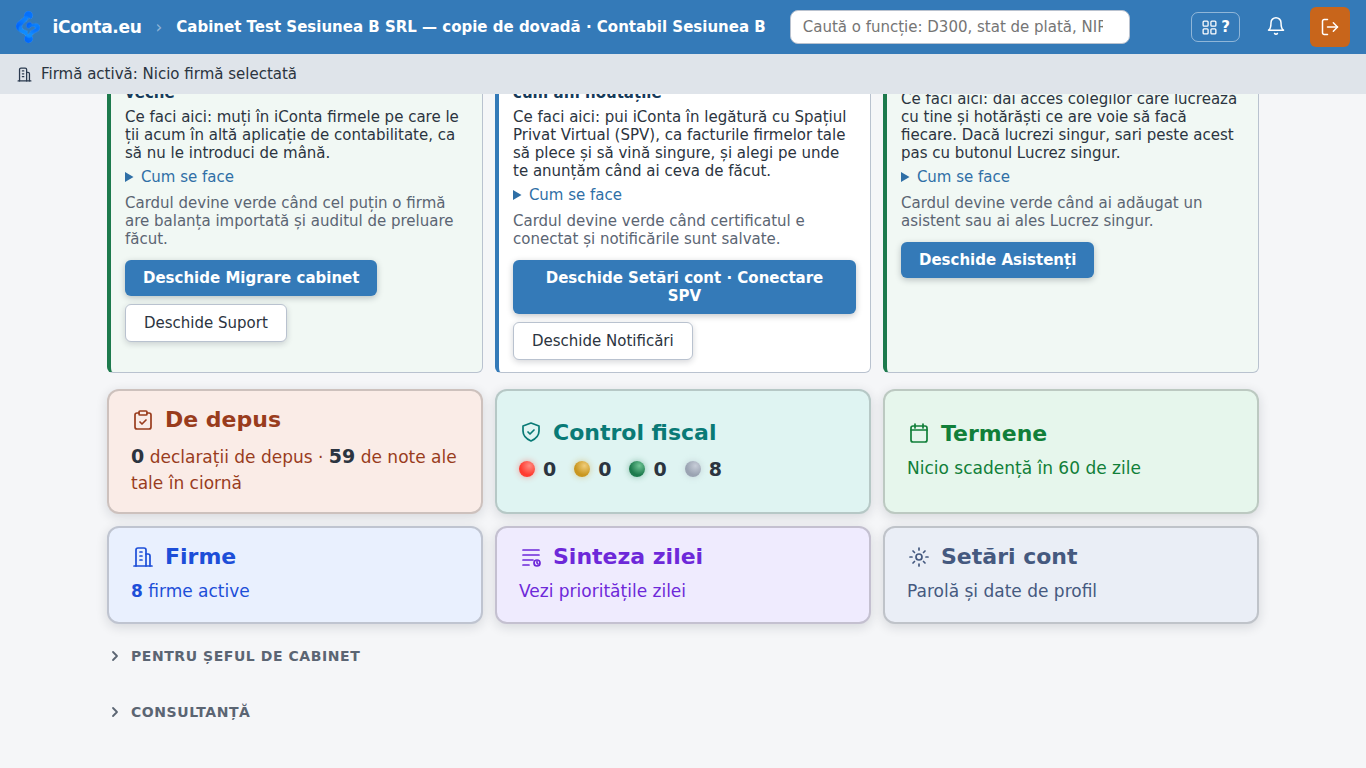 iConta.eu › Cabinet Test Sesiunea B SRL — copie de dovadă · Contabil Sesiunea B
Caută o funcție: D300, stat de plată, NIF
?
Firmă activă: Nicio firmă selectată
Ce faci aici: muți în iConta firmele pe care le
ții acum în altă aplicație de contabilitate, ca
să nu le introduci de mână.
Cum se face
Cardul devine verde când cel puțin o firmă
are balanța importată și auditul de preluare
făcut.
Deschide Migrare cabinet
Deschide Suport
Ce faci aici: pui iConta în legătură cu Spațiul
Privat Virtual (SPV), ca facturile firmelor tale
să plece și să vină singure, și alegi pe unde
te anunțăm când ai ceva de făcut.
Cum se face
Cardul devine verde când certificatul e
conectat și notificările sunt salvate.
Deschide Setări cont · Conectare
SPV
Deschide Notificări
Ce faci aici: dai acces colegilor care lucrează
cu tine și hotărăști ce are voie să facă
fiecare. Dacă lucrezi singur, sari peste acest
pas cu butonul Lucrez singur.
Cum se face
Cardul devine verde când ai adăugat un
asistent sau ai ales Lucrez singur.
Deschide Asistenți
De depus
0 declarații de depus · 59 de note ale
tale în ciornă
Control fiscal
0 0 0 8
Termene
Nicio scadență în 60 de zile
Firme
8 firme active
Sinteza zilei
Vezi prioritățile zilei
Setări cont
Parolă și date de profil
PENTRU ȘEFUL DE CABINET
CONSULTANȚĂ